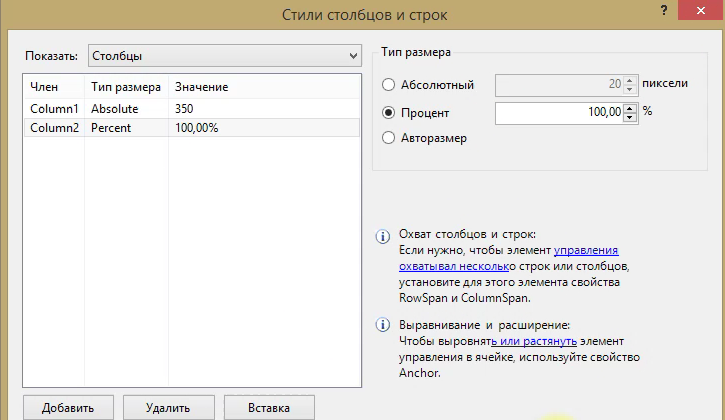 Стили столбцов и строк
?
Показать: Столбцы
Член Тип размера Значение
Column1 Absolute 350
Column2 Percent 100,00%
Тип размера
Абсолютный 20 пиксели
Процент 100,00 %
Авторазмер
Охват столбцов и строк:
Если нужно, чтобы элемент управления
охватывал несколько строк или столбцов,
установите для этого элемента свойства
RowSpan и ColumnSpan.
Выравнивание и расширение:
Чтобы выровнять или растянуть элемент
управления в ячейке, используйте свойство
Anchor.
Добавить Удалить Вставка